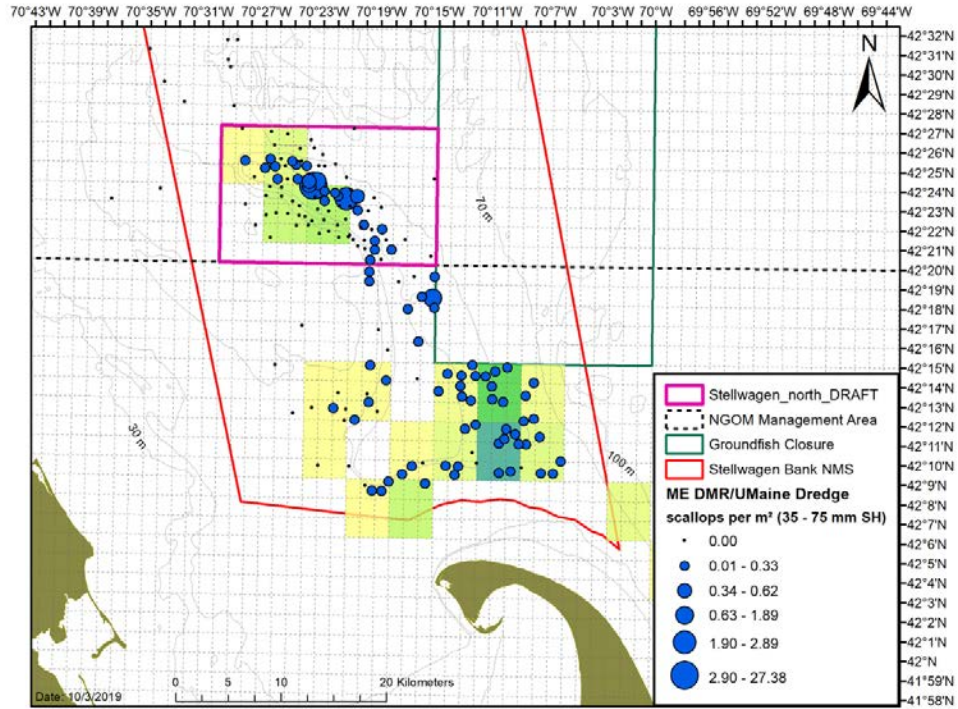 70°43'W 70°39'W 70°35'W 70°31'W 70°27'W 70°23'W 70°19'W 70°15'W 70°11'W 70°7'W 70°3'W 70°W 69°56'W 69°52'W 69°48'W 69°44'W
N
42°32'N
42°31'N
42°30'N
42°29'N
42°28'N
42°27'N
42°26'N
42°25'N
42°24'N
42°23'N
42°22'N
42°21'N
42°20'N
42°19'N
42°17'N
42°16'N
42°15'N
42°14'N
42°13'N
42°12'N
42°11'N
42°10'N
42°9'N
42°8'N
42°7'N
42°6'N
42°5'N
42°4'N
42°3'N
42°2'N
42°1'N
42°N
41°59'N
41°58'N
70 m
30 m
100 m
Stellwagen_north_DRAFT
NGOM Management Area
Groundfish Closure
Stellwagen Bank NMS
ME DMR/UMaine Dredge
scallops per m² (35 - 75 mm SH)
0.00
0.01 - 0.33
0.34 - 0.62
0.63 - 1.89
1.90 - 2.89
2.90 - 27.38
0 5 10 20 Kilometers
Date: 10/3/2019